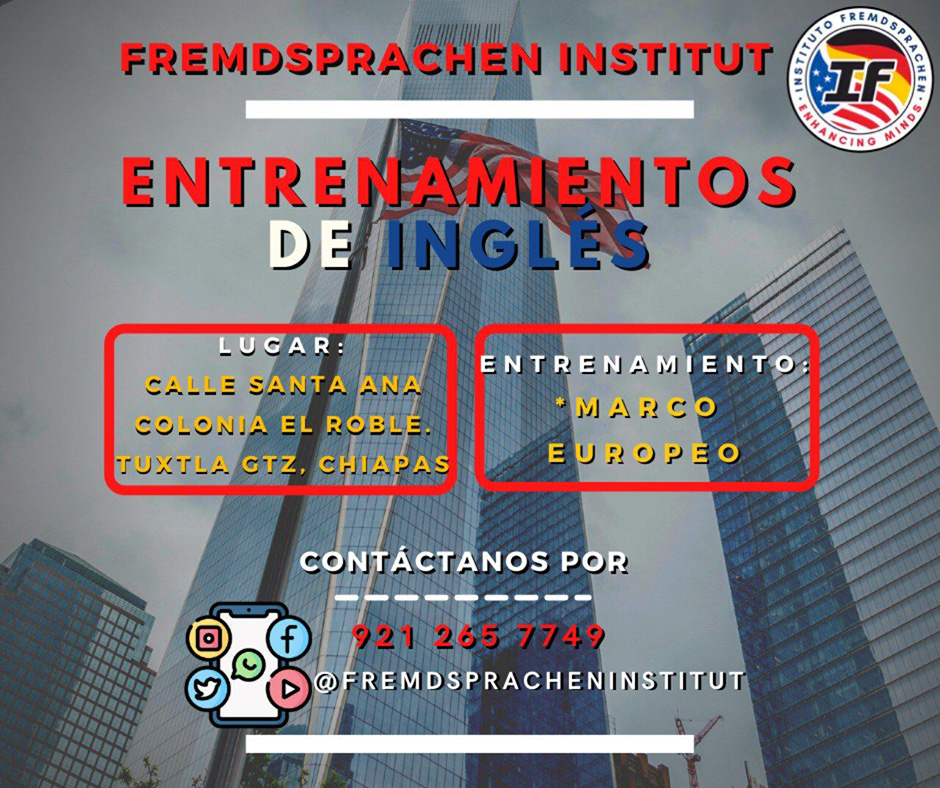 FREMDSPRACHEN INSTITUT
INSTITUTO FREMDSPRACHEN
IF
ENHANCING MINDS
ENTRENAMIENTOS
DE INGLÉS
LUGAR:
CALLE SANTA ANA
COLONIA EL ROBLE.
TUXTLA GTZ, CHIAPAS
ENTRENAMIENTO:
*MARCO
EUROPEO
CONTÁCTANOS POR
921 265 7749
@FREMDSPRACHENINSTITUT